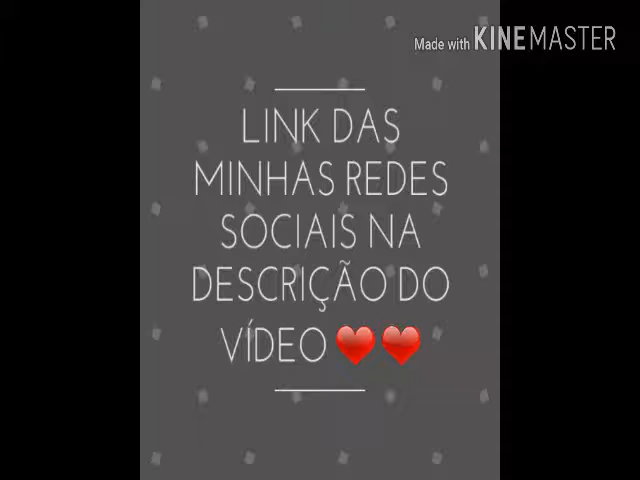 Made with KINEMASTER
LINK DAS
MINHAS REDES
SOCIAIS NA
DESCRIÇÃO DO
VÍDEO ❤️❤️